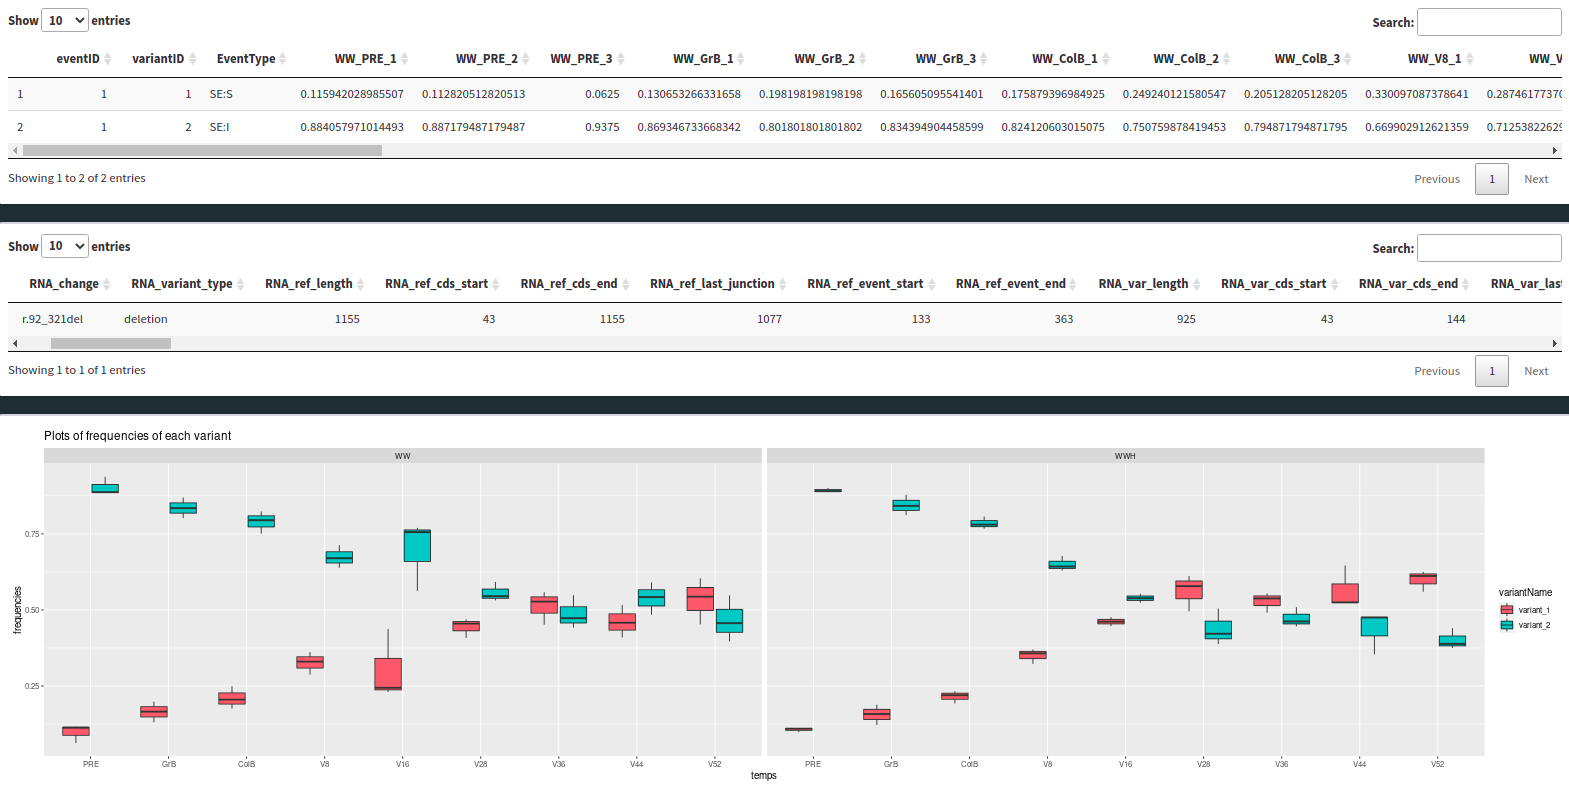 Show 10 entries Search:
eventID variantID EventType WW_PRE_1 WW_PRE_2 WW_PRE_3 WW_GrB_1 WW_GrB_2 WW_GrB_3 WW_ColB_1 WW_ColB_2 WW_ColB_3 WW_V8_1 WW_V
1 1 1 SE:S 0.115942028985507 0.112820512820513 0.0625 0.130653266331658 0.198198198198198 0.165605095541401 0.175879396984925 0.249240121580547 0.205128205128205 0.330097087378641 0.28746177370
2 1 2 SE:I 0.884057971014493 0.887179487179487 0.9375 0.869346733668342 0.801801801801802 0.834394904458599 0.824120603015075 0.750759878419453 0.794871794871795 0.669902912621359 0.71253822629
Showing 1 to 2 of 2 entries Previous 1 Next
Show 10 entries Search:
RNA_change RNA_variant_type RNA_ref_length RNA_ref_cds_start RNA_ref_cds_end RNA_ref_last_junction RNA_ref_event_start RNA_ref_event_end RNA_var_length RNA_var_cds_start RNA_var_cds_end RNA_var_last
r.92_321del deletion 1155 43 1155 1077 133 363 925 43 144
Showing 1 to 1 of 1 entries Previous 1 Next
Plots of frequencies of each variant
WW WWH
0.75
0.50
0.25
frequencies
variantName
variant_1
variant_2
PRE GrB ColB V8 V16 V28 V36 V44 V52 PRE GrB ColB V8 V16 V28 V36 V44 V52
temps